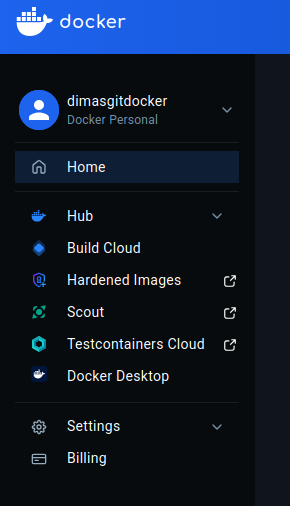 docker
dimasgitdocker
Docker Personal
Home
Hub
Build Cloud
Hardened Images
Scout
Testcontainers Cloud
Docker Desktop
Settings
Billing